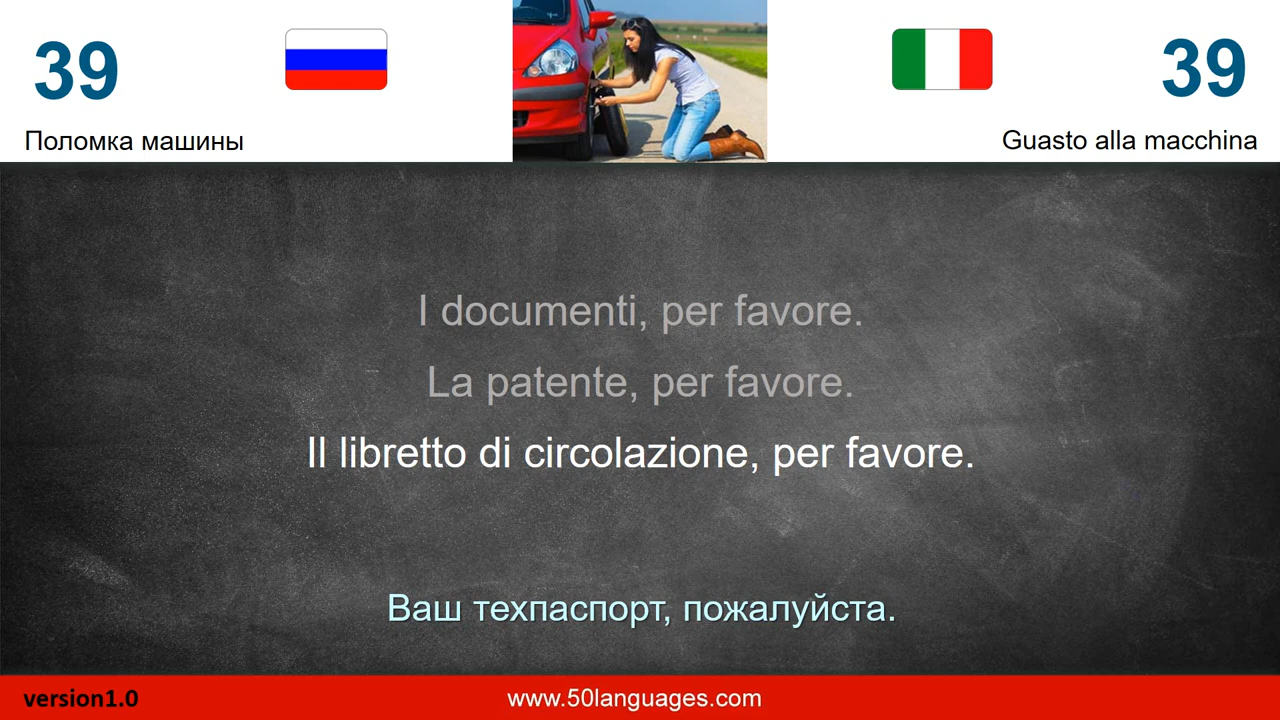 39
39
Поломка машины
Guasto alla macchina
I documenti, per favore.
La patente, per favore.
Il libretto di circolazione, per favore.
Ваш техпаспорт, пожалуйста.
version1.0
www.50languages.com